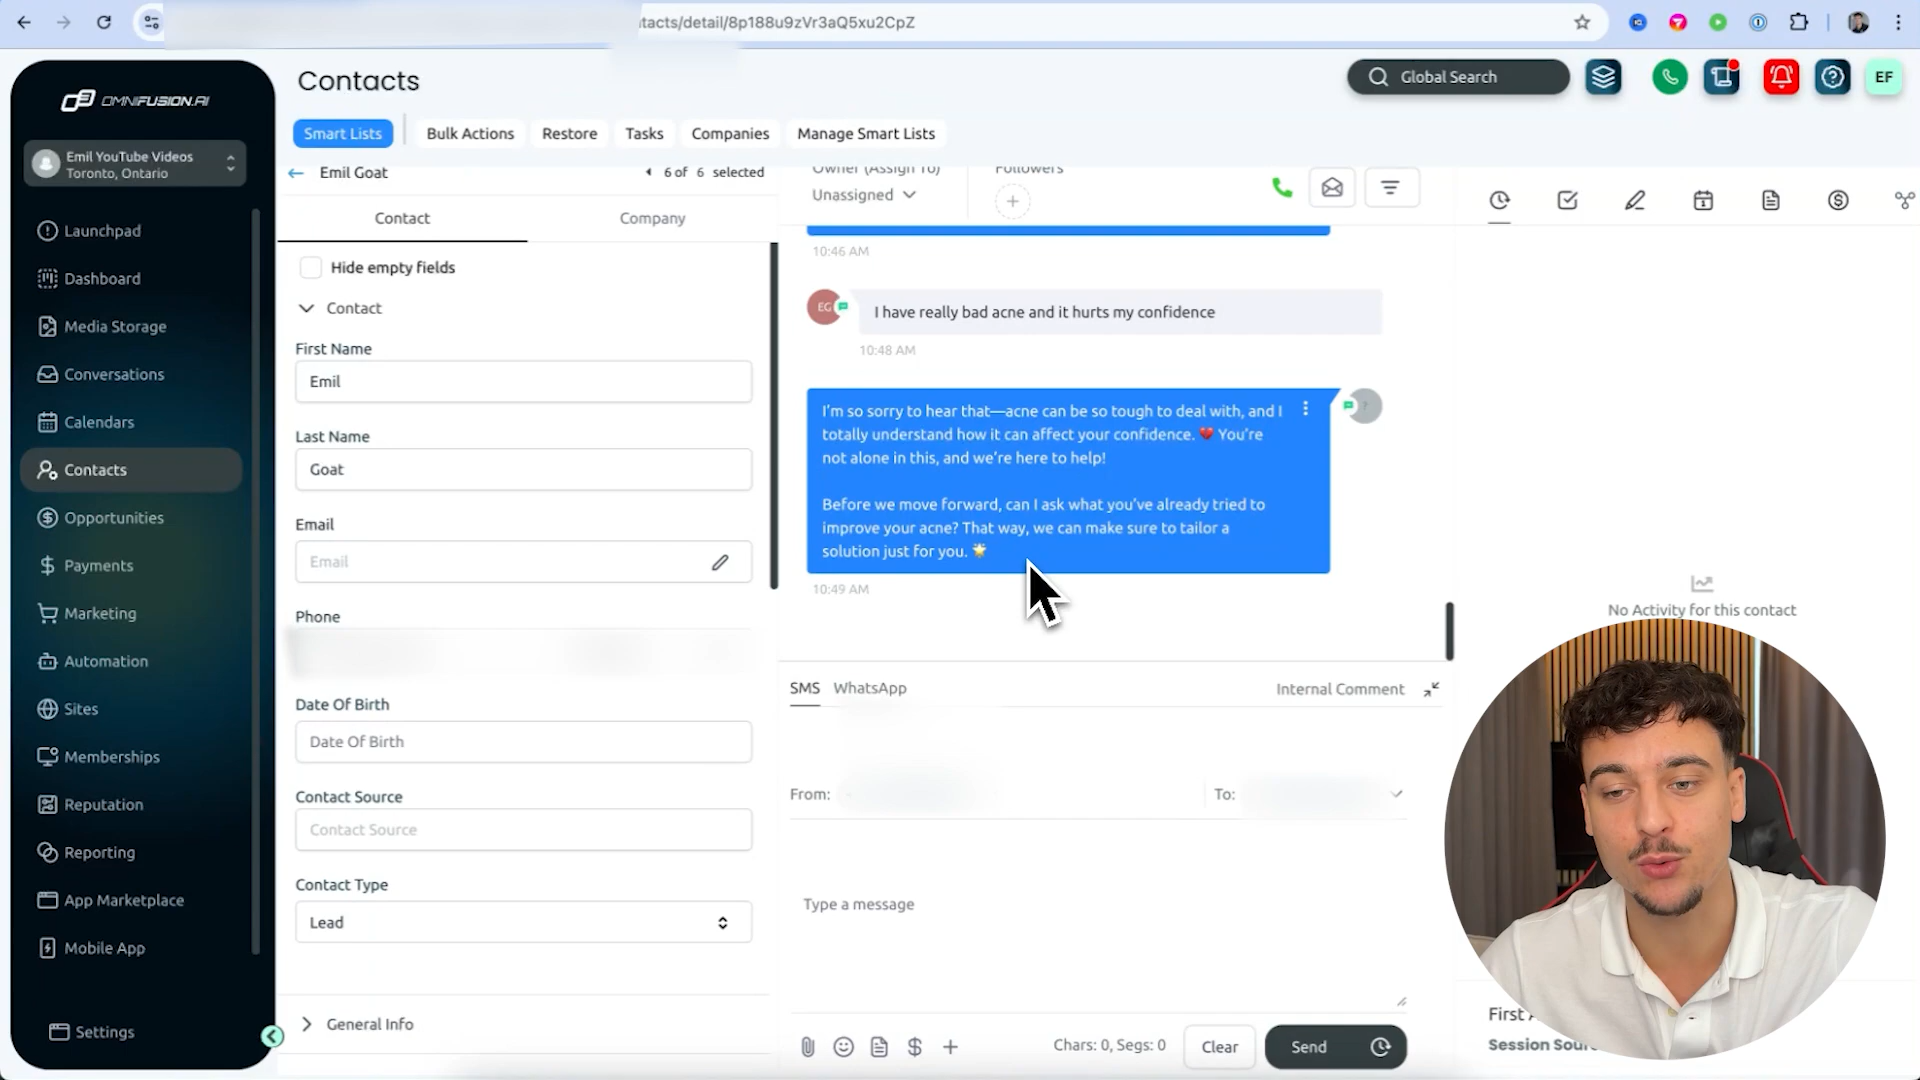 tacts/detail/8p188u9zVr3aQ5xu2CpZ
OMNIFUSION.AI
Emil YouTube Videos
Toronto, Ontario
Launchpad
Dashboard
Media Storage
Conversations
Calendars
Contacts
Opportunities
Payments
Marketing
Automation
Sites
Memberships
Reputation
Reporting
App Marketplace
Mobile App
Settings
Contacts
Global Search
EF
Smart Lists
Bulk Actions
Restore
Tasks
Companies
Manage Smart Lists
Emil Goat
6 of 6 selected
Contact
Company
Hide empty fields
Contact
First Name
Emil
Last Name
Goat
Email
Email
Phone
Date Of Birth
Date Of Birth
Contact Source
Contact Source
Contact Type
Lead
General Info
Owner (Assign To)
Unassigned
Followers
10:46 AM
EG
I have really bad acne and it hurts my confidence
10:48 AM
I'm so sorry to hear that—acne can be so tough to deal with, and I
totally understand how it can affect your confidence. ❤️ You're
not alone in this, and we're here to help!
Before we move forward, can I ask what you've already tried to
improve your acne? That way, we can make sure to tailor a
solution just for you. 🌟
?
10:49 AM
SMS
WhatsApp
Internal Comment
From:
To:
Type a message
Chars: 0, Segs: 0
Clear
Send
No Activity for this contact
First A
Session Sour